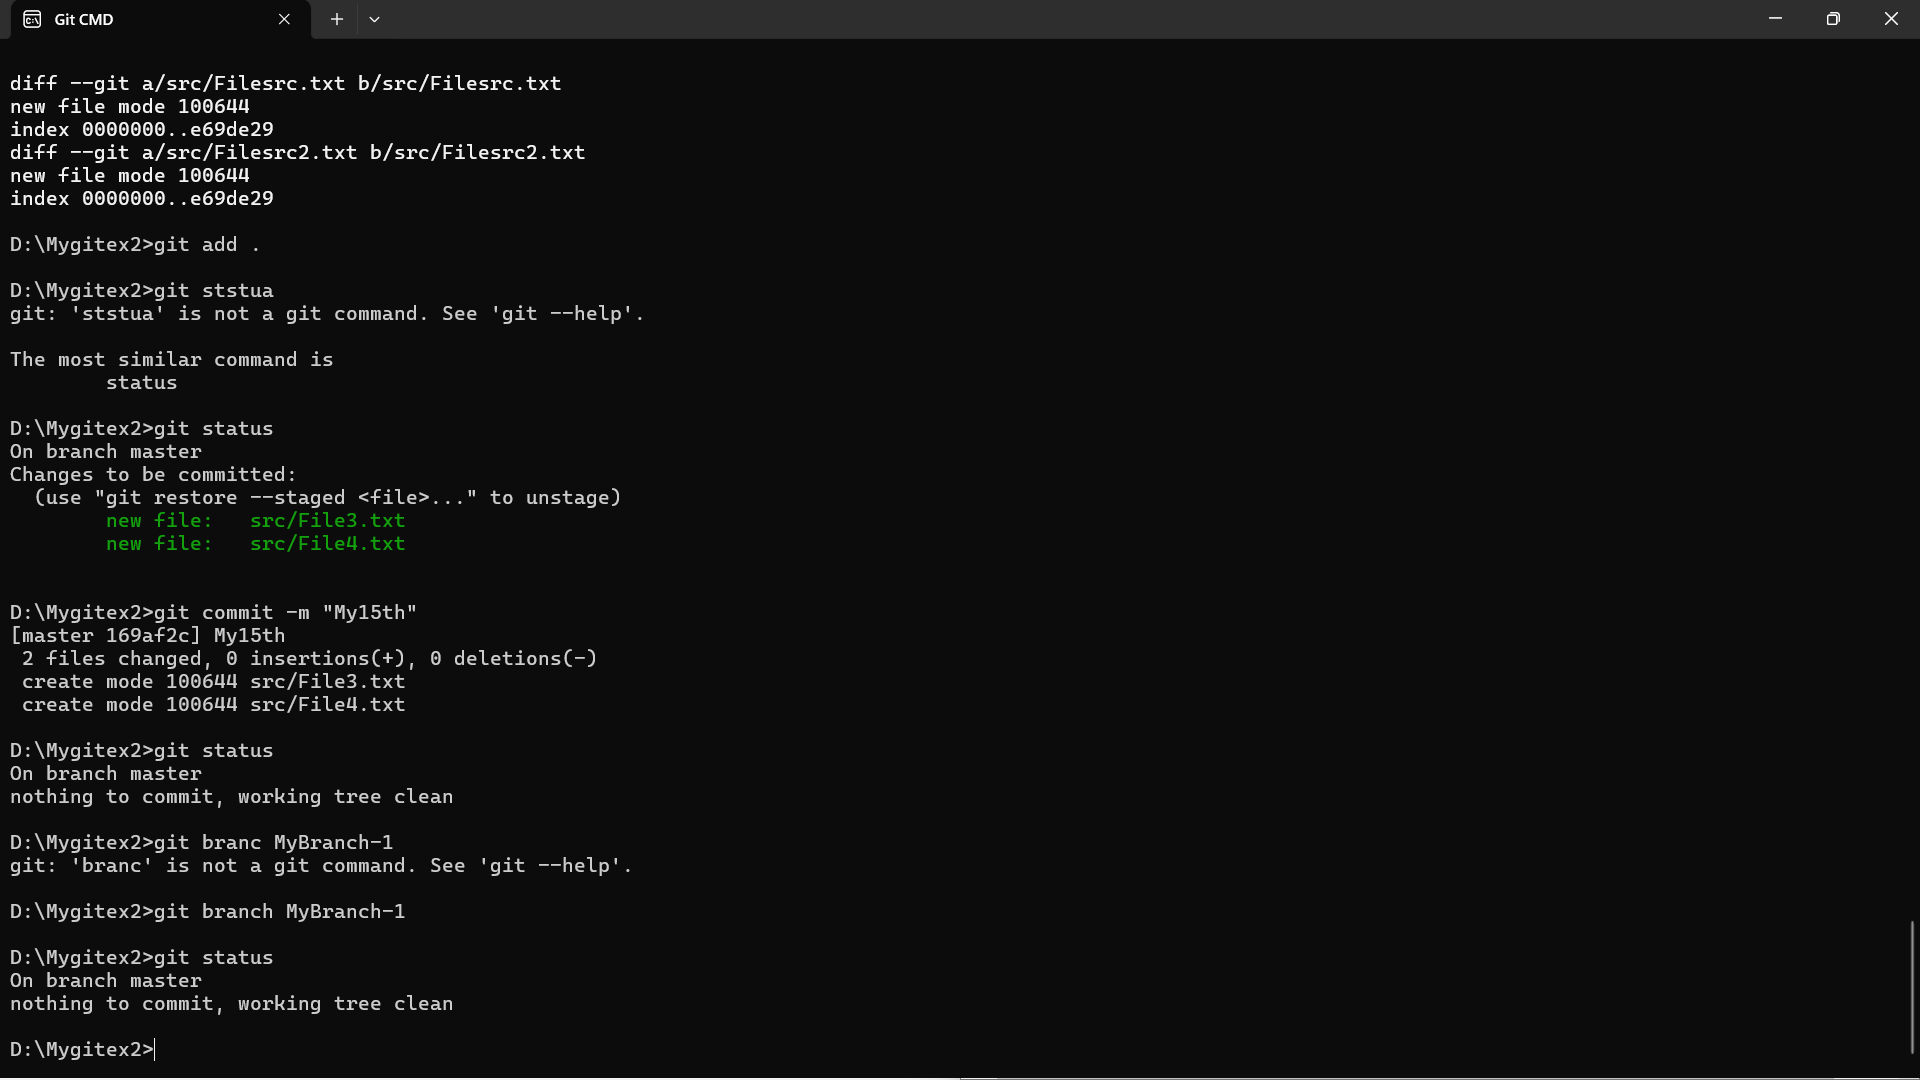 Git CMD
diff --git a/src/Filesrc.txt b/src/Filesrc.txt
new file mode 100644
index 0000000..e69de29
diff --git a/src/Filesrc2.txt b/src/Filesrc2.txt
new file mode 100644
index 0000000..e69de29
D:\Mygitex2>git add .
D:\Mygitex2>git ststua
git: 'ststua' is not a git command. See 'git --help'.
The most similar command is
        status
D:\Mygitex2>git status
On branch master
Changes to be committed:
  (use "git restore --staged <file>..." to unstage)
        new file:   src/File3.txt
        new file:   src/File4.txt
D:\Mygitex2>git commit -m "My15th"
[master 169af2c] My15th
 2 files changed, 0 insertions(+), 0 deletions(-)
 create mode 100644 src/File3.txt
 create mode 100644 src/File4.txt
D:\Mygitex2>git status
On branch master
nothing to commit, working tree clean
D:\Mygitex2>git branc MyBranch-1
git: 'branc' is not a git command. See 'git --help'.
D:\Mygitex2>git branch MyBranch-1
D:\Mygitex2>git status
On branch master
nothing to commit, working tree clean
D:\Mygitex2>